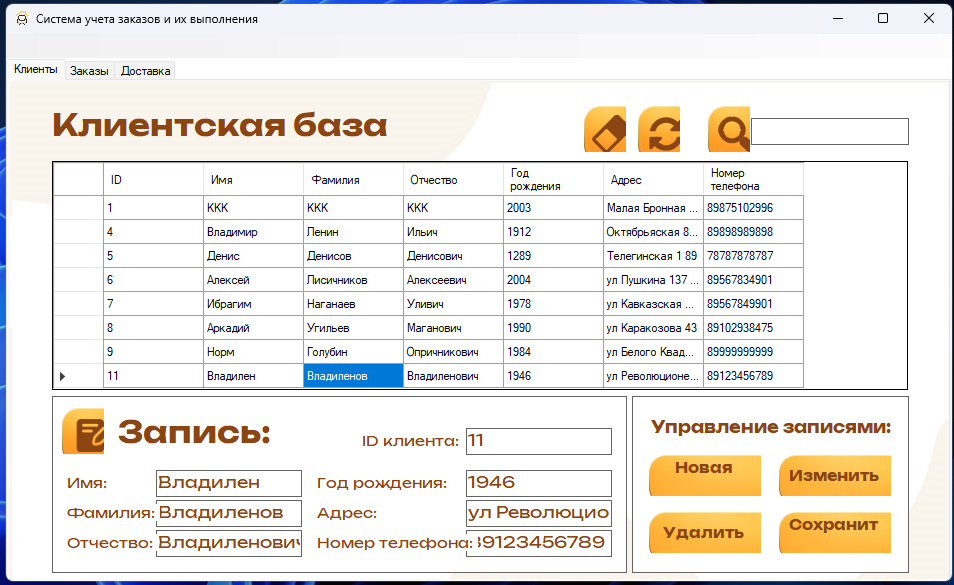 Система учета заказов и их выполнения
Клиенты Заказы Доставка
Клиентская база
ID Имя Фамилия Отчество Год рождения Адрес Номер телефона
1 ККК ККК ККК 2003 Малая Бронная ... 89875102996
4 Владимир Ленин Ильич 1912 Октябрьяская 8... 89898989898
5 Денис Денисов Денисович 1289 Телегинская 1 89 78787878787
6 Алексей Лисичников Алексеевич 2004 ул Пушкина 137 ... 89567834901
7 Ибрагим Наганаев Уливич 1978 ул Кавказская ... 89567849901
8 Аркадий Угильев Маганович 1990 ул Каракозова 43 89102938475
9 Норм Голубин Опричникович 1984 ул Белого Квад... 89999999999
11 Владилен Владиленов Владиленович 1946 ул Революционе... 89123456789
Запись:
ID клиента: 11
Имя: Владилен Год рождения: 1946
Фамилия: Владиленов Адрес: ул Революцио
Отчество: Владиленович Номер телефона: 89123456789
Управление записями:
Новая Изменить
Удалить Сохранит